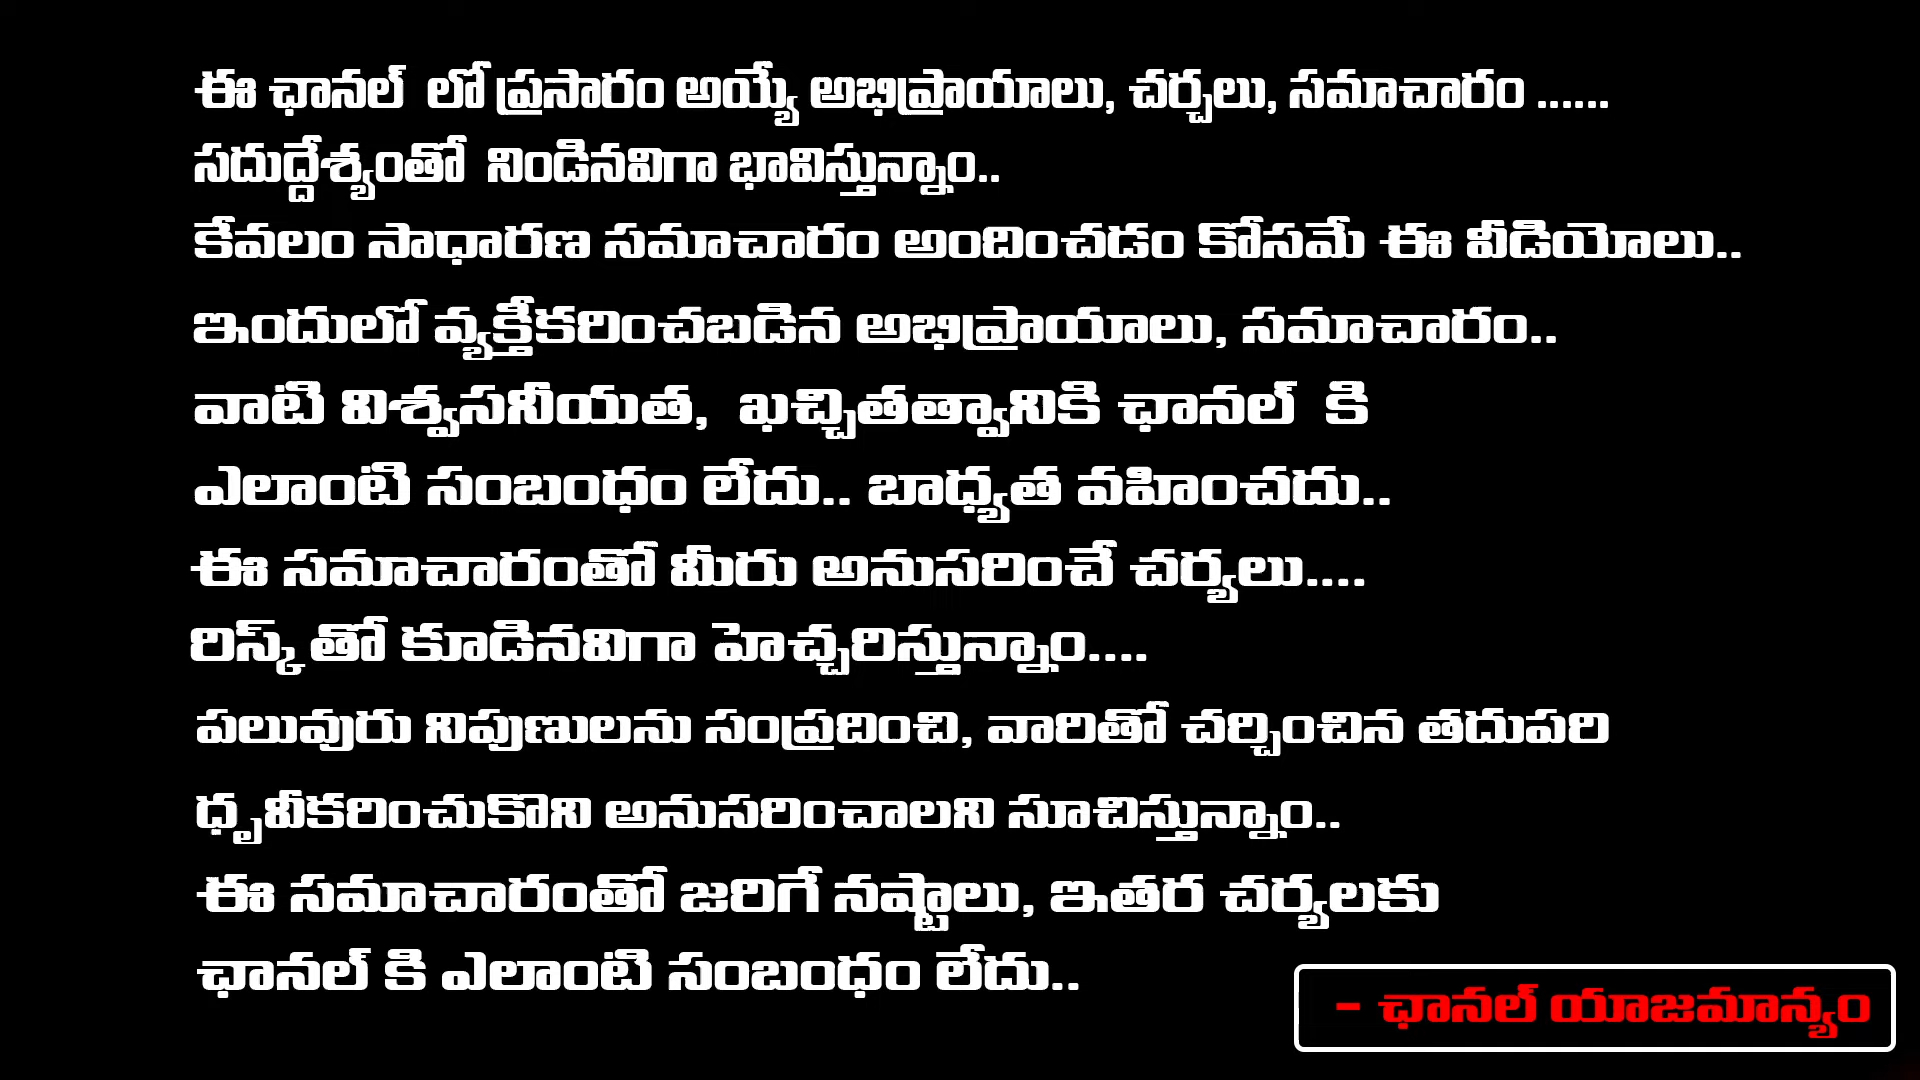 ఈ ఛానల్ లో ప్రసారం అయ్యే అభిప్రాయాలు, చర్చలు, సమాచారం ......
సదుద్దేశ్యంతో నిండినవిగా భావిస్తున్నాం..
కేవలం సాధారణ సమాచారం అందించడం కోసమే ఈ వీడియోలు..
ఇందులో వ్యక్తీకరించబడిన అభిప్రాయాలు, సమాచారం..
వాటి విశ్వసనీయత, ఖచ్చితత్వానికి ఛానల్ కి
ఎలాంటి సంబంధం లేదు.. బాధ్యత వహించదు..
ఈ సమాచారంతో మీరు అనుసరించే చర్యలు....
రిస్క్ తో కూడినవిగా హెచ్చరిస్తున్నాం....
పలువురు నిపుణులను సంప్రదించి, వారితో చర్చించిన తదుపరి
ధృవీకరించుకొని అనుసరించాలని సూచిస్తున్నాం..
ఈ సమాచారంతో జరిగే నష్టాలు, ఇతర చర్యలకు
ఛానల్ కి ఎలాంటి సంబంధం లేదు..
- ఛానల్ యాజమాన్యం